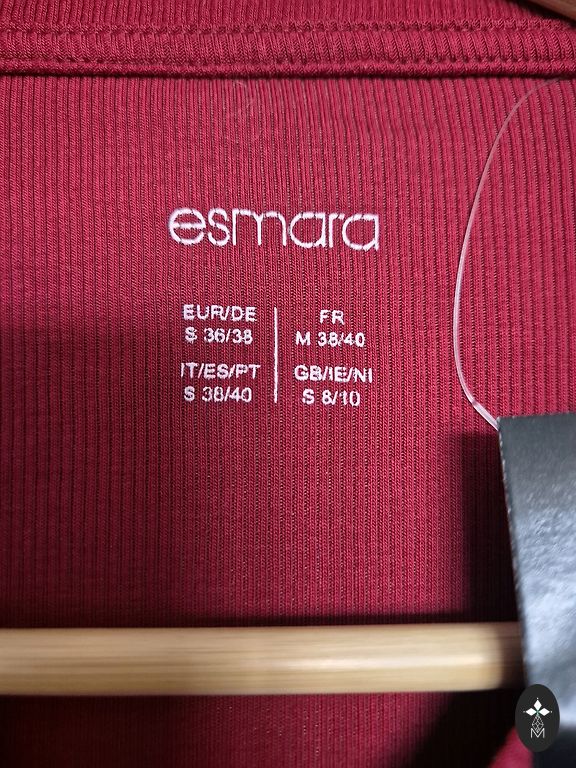 esmara
EUR/DE
S 36/38
FR
M 38/40
IT/ES/PT
S 38/40
GB/IE/NI
S 8/10
M